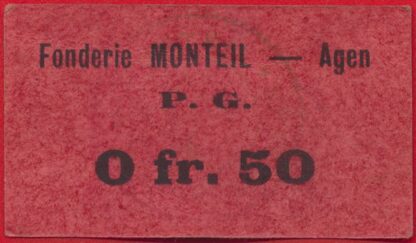 Fonderie MONTEIL — Agen
P. G.
0 fr. 50